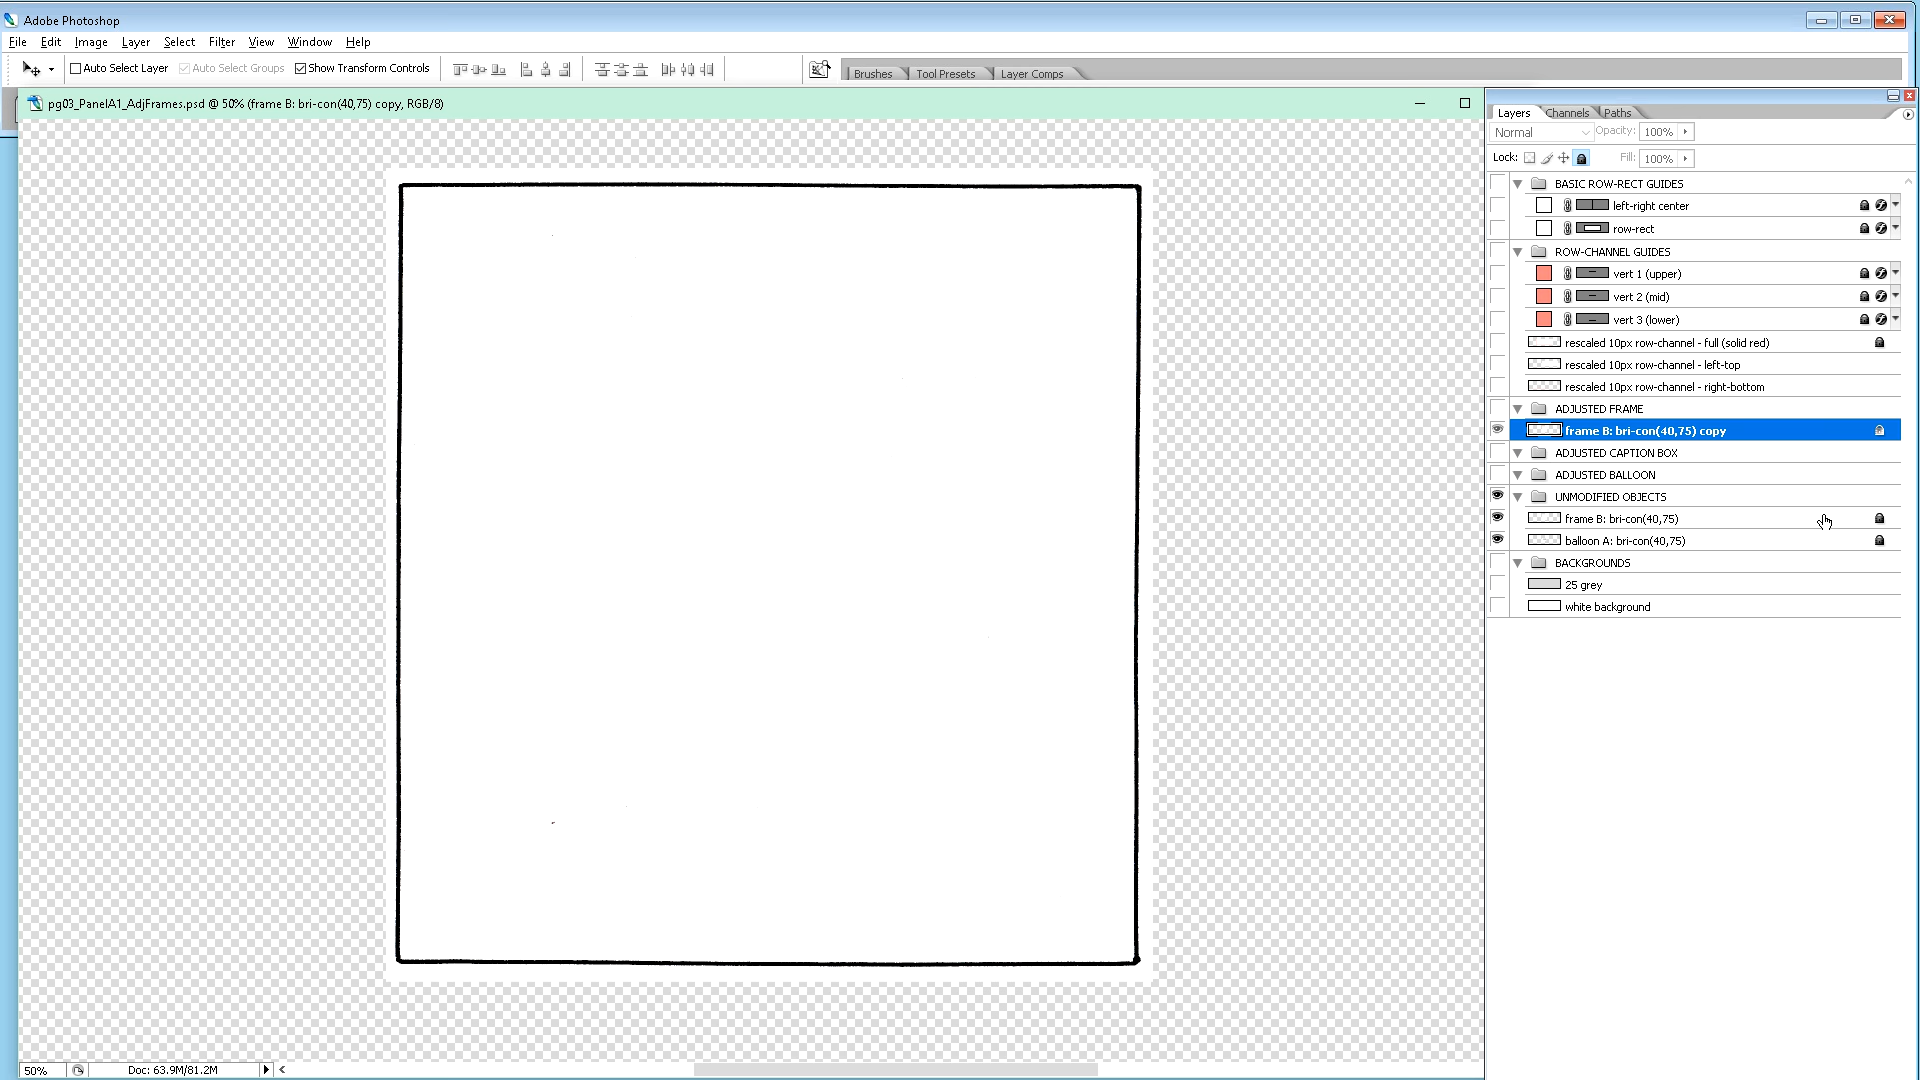 Adobe Photoshop
File Edit Image Layer Select Filter View Window Help
Auto Select Layer Auto Select Groups Show Transform Controls Brushes Tool Presets Layer Comps
pg03_PanelA1_AdjFrames.psd @ 50% (frame B: bri-con(40,75) copy, RGB/8)
Layers Channels Paths
Normal Opacity: 100%
Lock: Fill: 100%
BASIC ROW-RECT GUIDES
left-right center
row-rect
ROW-CHANNEL GUIDES
vert 1 (upper)
vert 2 (mid)
vert 3 (lower)
rescaled 10px row-channel - full (solid red)
rescaled 10px row-channel - left-top
rescaled 10px row-channel - right-bottom
ADJUSTED FRAME
frame B: bri-con(40,75) copy
ADJUSTED CAPTION BOX
ADJUSTED BALLOON
UNMODIFIED OBJECTS
frame B: bri-con(40,75)
balloon A: bri-con(40,75)
BACKGROUNDS
25 grey
white background
50% Doc: 63.9M/81.2M